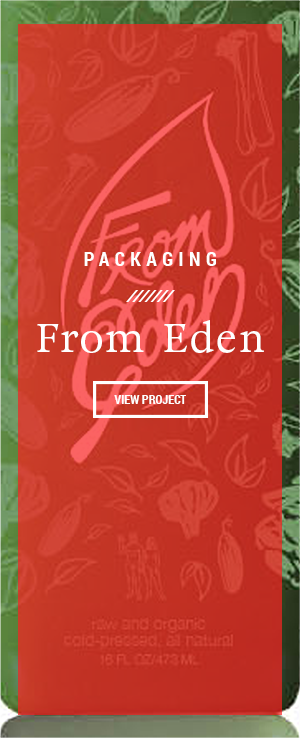 From
Eden
PACKAGING
From Eden
VIEW PROJECT
raw and organic
cold-pressed, all natural
16 FL. OZ/473 ML